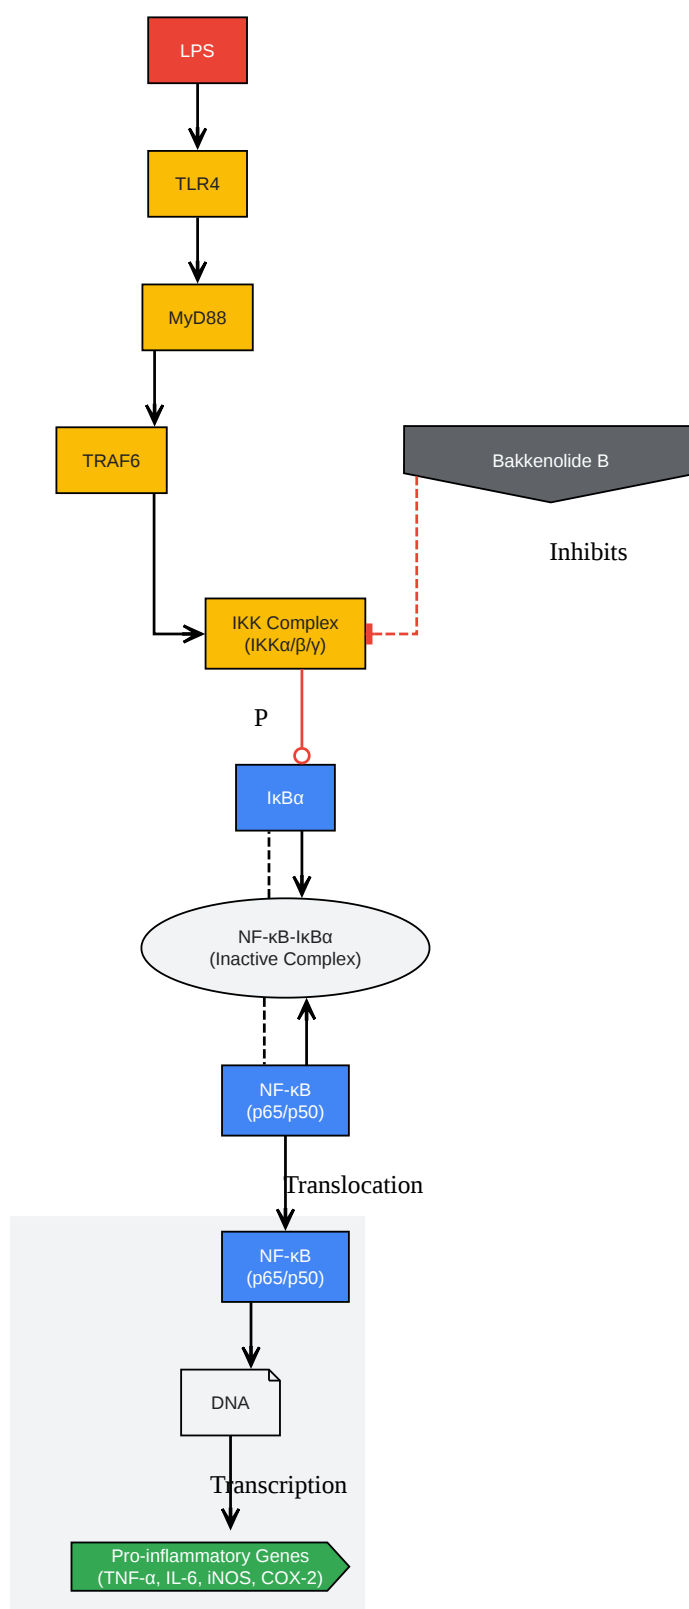 LPS
TLR4
MyD88
TRAF6
Bakkenolide B
Inhibits
IKK Complex
(IKKα/β/γ)
P
IκBα
NF-κB-IκBα
(Inactive Complex)
NF-κB
(p65/p50)
Translocation
NF-κB
(p65/p50)
DNA
Transcription
Pro-inflammatory Genes
(TNF-α, IL-6, iNOS, COX-2)